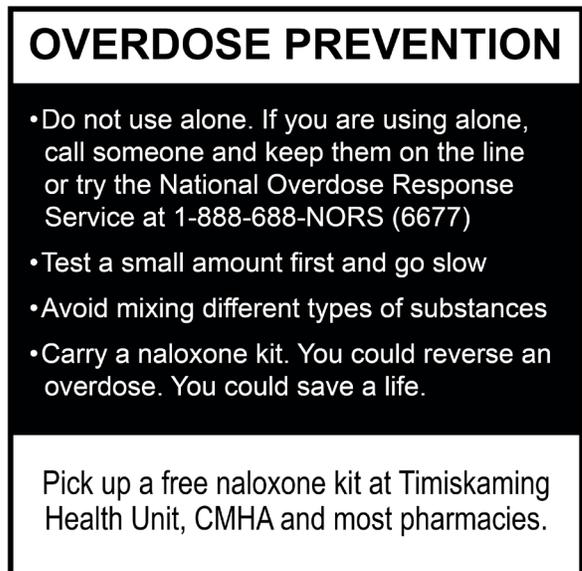 OVERDOSE PREVENTION
•Do not use alone. If you are using alone,
call someone and keep them on the line
or try the National Overdose Response
Service at 1-888-688-NORS (6677)
•Test a small amount first and go slow
•Avoid mixing different types of substances
•Carry a naloxone kit. You could reverse an
overdose. You could save a life.
Pick up a free naloxone kit at Timiskaming
Health Unit, CMHA and most pharmacies.